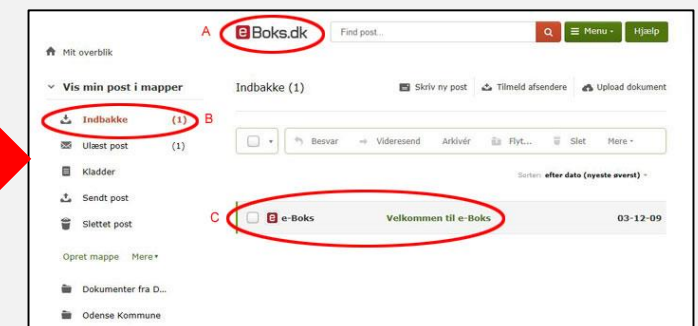 A
eBoks.dk
Find post...
Menu
Hjælp
Mit overblik
Vis min post i mapper
Indbakke (1)
B
Ulæst post (1)
Kladder
Sendt post
Slettet post
Opret mappe Mere
Dokumenter fra D...
Odense Kommune
Indbakke (1)
Skriv ny post
Tilmeld afsendere
Upload dokument
Besvar
Videresend
Arkivér
Flyt...
Slet
Mere
Sorter: efter dato (nyeste øverst)
C
e e-Boks Velkommen til e-Boks 03-12-09